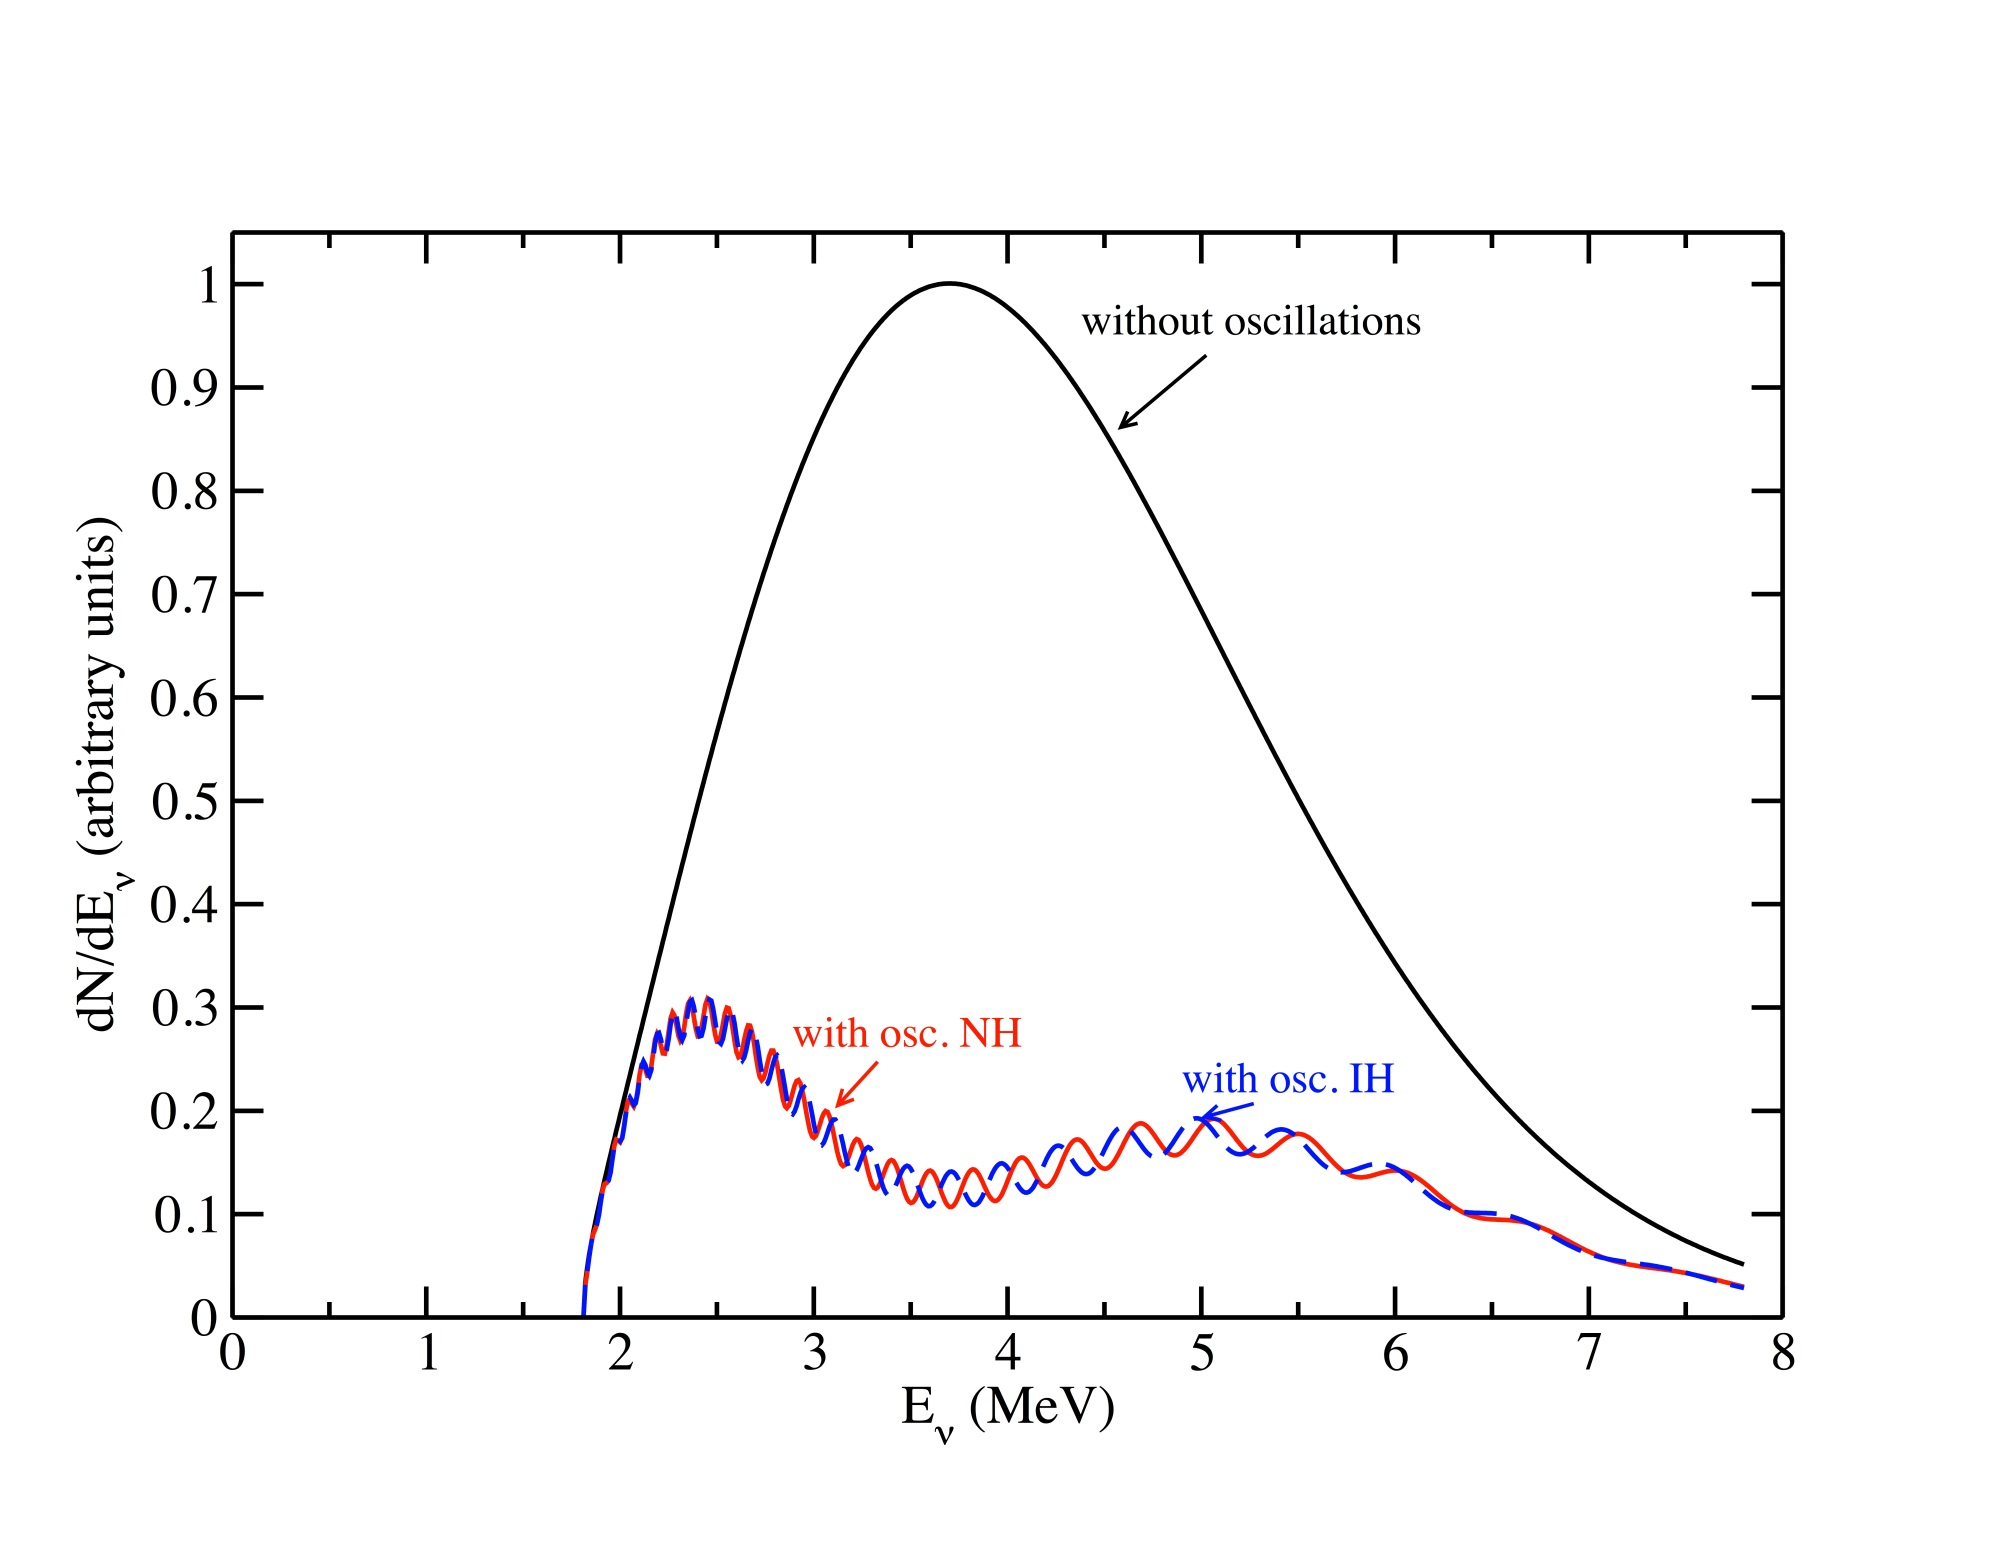 1
0.9
0.8
0.7
0.6
0.5
0.4
0.3
0.2
0.1
0
dN/dEν (arbitrary units)
without oscillations
with osc. NH
with osc. IH
0 1 2 3 4 5 6 7 8
Eν (MeV)